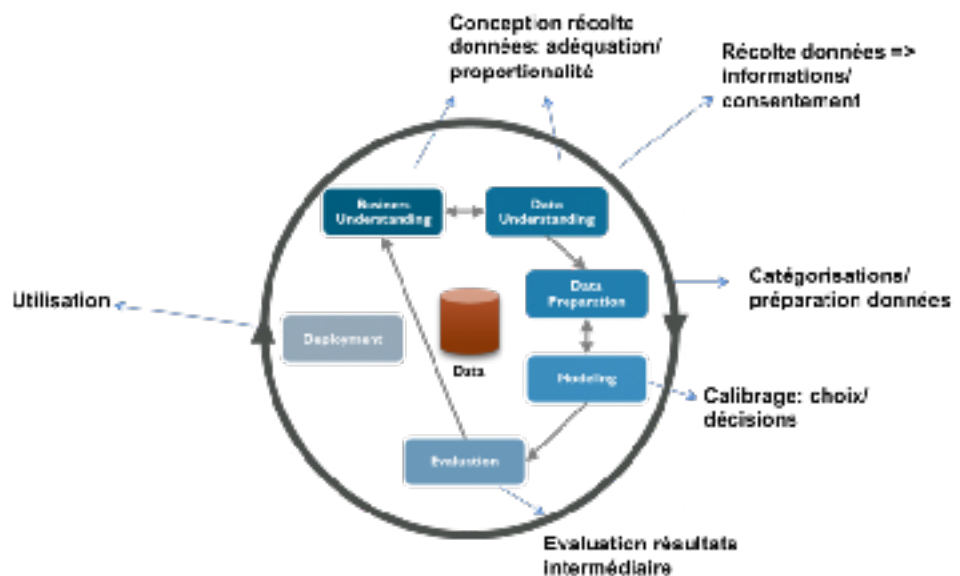 Conception récolte
données: adéquation/
proportionalité
Récolte données =>
informations/
consentement
Business
Understanding
Data
Understanding
Data
Preparation
Catégorisations/
préparation données
Utilisation
Deployment
Data
Modeling
Calibrage: choix/
décisions
Evaluation
Evaluation résultats
intermédiaire